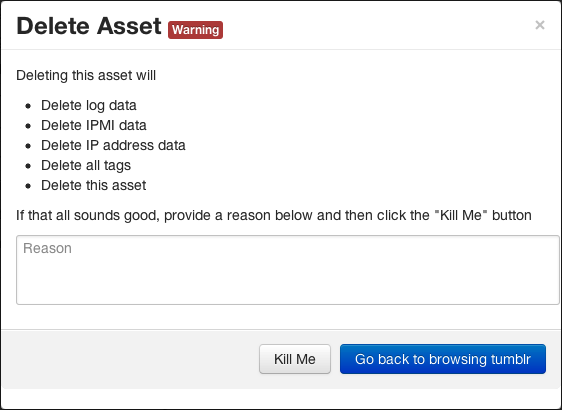 Delete Asset Warning ×
Deleting this asset will
• Delete log data
• Delete IPMI data
• Delete IP address data
• Delete all tags
• Delete this asset
If that all sounds good, provide a reason below and then click the "Kill Me" button
Reason
Kill Me Go back to browsing tumblr